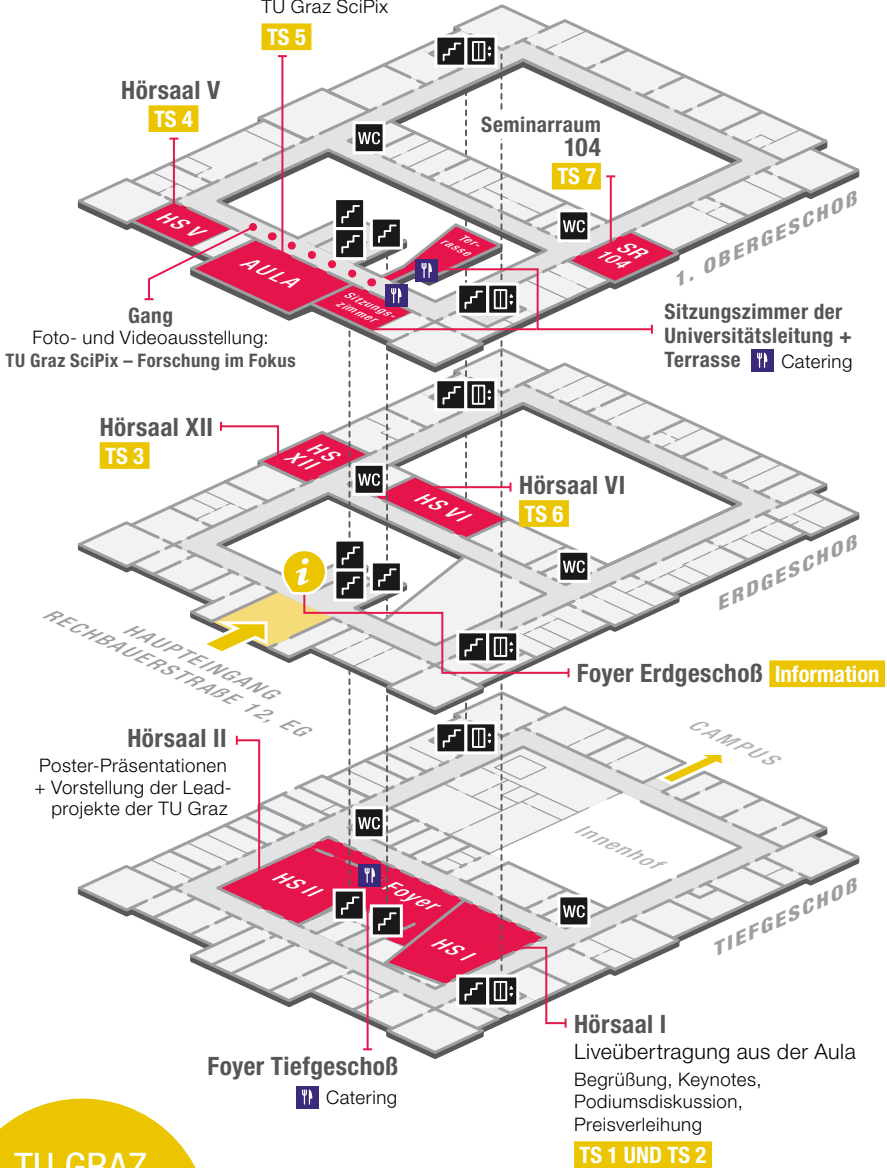 TU Graz SciPix
TS 5
Hörsaal V
TS 4
WC
Seminarraum
104
TS 7
WC
HS V
AULA
Ter-
rasse
Sitzungs-
zimmer
SR
104
1. OBERGESCHOß
Gang
Foto- und Videoausstellung:
TU Graz SciPix – Forschung im Fokus
Sitzungszimmer der
Universitätsleitung +
Terrasse Catering
Hörsaal XII
TS 3
HS
XII
WC
HS VI
Hörsaal VI
TS 6
WC
i
ERDGESCHOß
HAUPTEINGANG
RECHBAUERSTRAßE 12, EG
Foyer Erdgeschoß Information
Hörsaal II
Poster-Präsentationen
+ Vorstellung der Lead-
projekte der TU Graz
CAMPUS
WC
Innenhof
HS II
Foyer
HS I
WC
TIEFGESCHOß
Foyer Tiefgeschoß
Catering
Hörsaal I
Liveübertragung aus der Aula
Begrüßung, Keynotes,
Podiumsdiskussion,
Preisverleihung
TS 1 UND TS 2
TU GRAZ